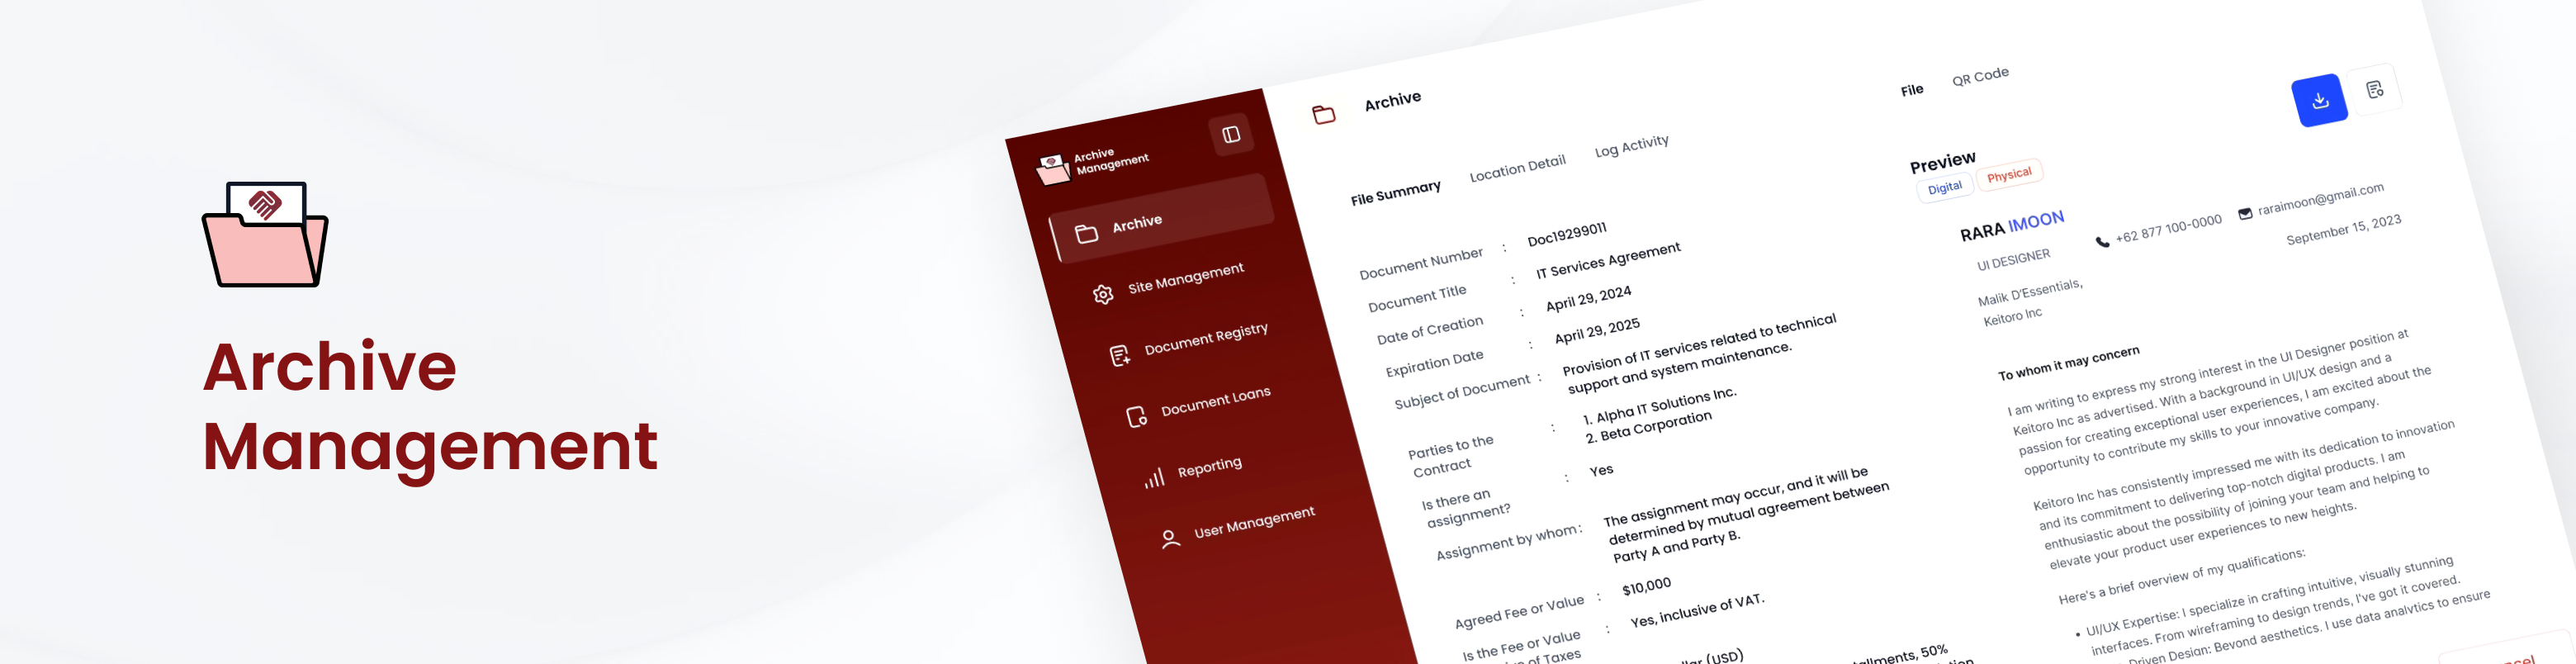 Archive
Management
Archive
Management
Archive
Site Management
Document Registry
Document Loans
Reporting
User Management
Archive
File Summary
Location Detail
Log Activity
Document Number : Doc19299011
Document Title : IT Services Agreement
Date of Creation : April 29, 2024
Expiration Date : April 29, 2025
Subject of Document : Provision of IT services related to technical
support and system maintenance.
Parties to the
Contract
:
1. Alpha IT Solutions Inc.
2. Beta Corporation
Is there an
assignment?
: Yes
Assignment by whom :
The assignment may occur, and it will be
determined by mutual agreement between
Party A and Party B.
Agreed Fee or Value : $10,000
Is the Fee or Value
of Taxes
: Yes, inclusive of VAT.
(USD)
50%
File
QR Code
Preview
Digital
Physical
RARA IMOON
UI DESIGNER
+62 877 100-0000
raraimoon@gmail.com
September 15, 2023
Malik D'Essentials,
Keitoro Inc
To whom it may concern
I am writing to express my strong interest in the UI Designer position at
Keitoro Inc as advertised. With a background in UI/UX design and a
passion for creating exceptional user experiences, I am excited about the
opportunity to contribute my skills to your innovative company.
Keitoro Inc has consistently impressed me with its dedication to innovation
and its commitment to delivering top-notch digital products. I am
enthusiastic about the possibility of joining your team and helping to
elevate your product user experiences to new heights.
Here's a brief overview of my qualifications:
• UI/UX Expertise: I specialize in crafting intuitive, visually stunning
interfaces. From wireframing to design trends, I've got it covered.
Driven Design: Beyond aesthetics. I use data analytics to ensure